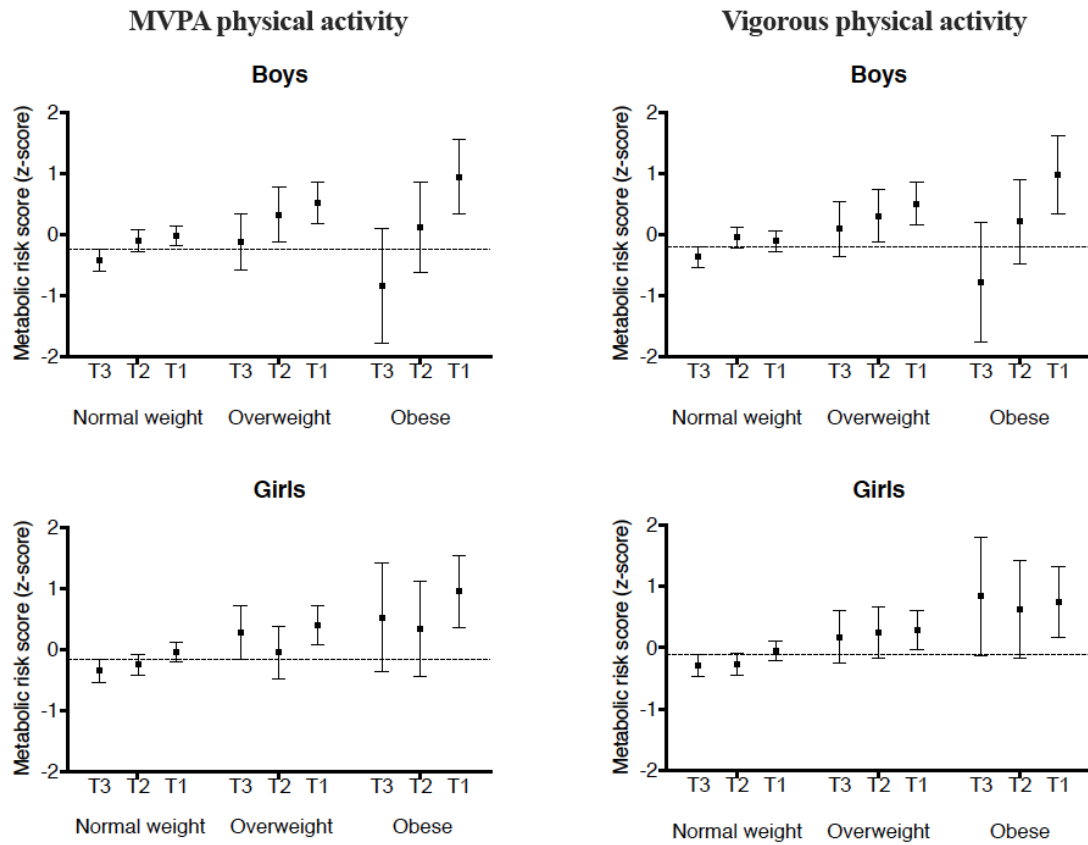 MVPA physical activity
Vigorous physical activity
Boys
Metabolic risk score (z-score)
2
1
0
-1
-2
T3 T2 T1 T3 T2 T1 T3 T2 T1
Normal weight Overweight Obese
Boys
Metabolic risk score (z-score)
2
1
0
-1
-2
T3 T2 T1 T3 T2 T1 T3 T2 T1
Normal weight Overweight Obese
Girls
Metabolic risk score (z-score)
2
1
0
-1
-2
T3 T2 T1 T3 T2 T1 T3 T2 T1
Normal weight Overweight Obese
Girls
Metabolic risk score (z-score)
2
1
0
-1
-2
T3 T2 T1 T3 T2 T1 T3 T2 T1
Normal weight Overweight Obese